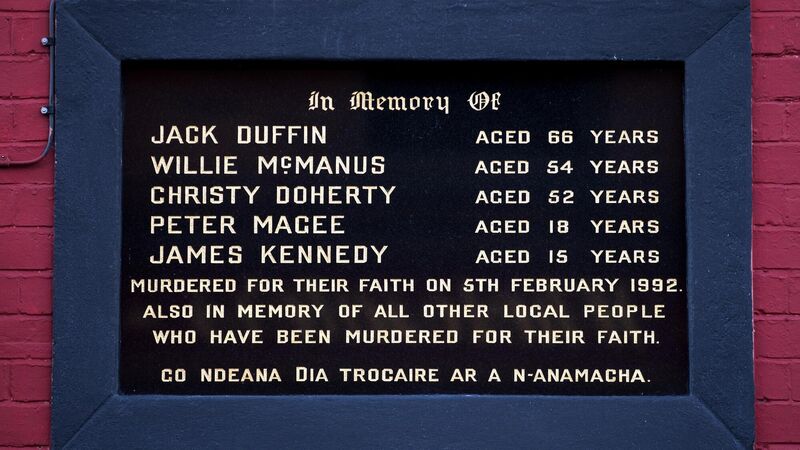 In Memory Of
JACK DUFFIN AGED 66 YEARS
WILLIE McMANUS AGED 54 YEARS
CHRISTY DOHERTY AGED 52 YEARS
PETER MAGEE AGED 18 YEARS
JAMES KENNEDY AGED 15 YEARS
MURDERED FOR THEIR FAITH ON 5TH FEBRUARY 1992.
ALSO IN MEMORY OF ALL OTHER LOCAL PEOPLE
WHO HAVE BEEN MURDERED FOR THEIR FAITH.
GO NDEANA DIA TROCAIRE AR A N-ANAMACHA.